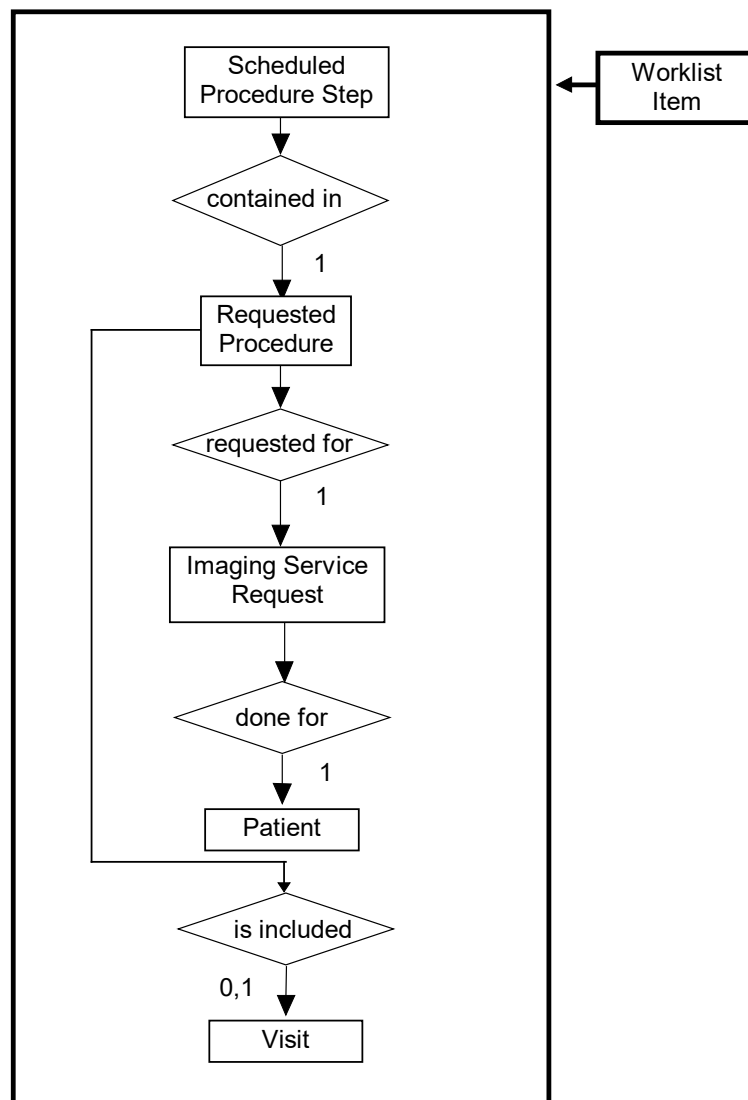 Scheduled
Procedure Step
Worklist
Item
contained in
1
Requested
Procedure
requested for
1
Imaging Service
Request
done for
1
Patient
is included
0,1
Visit